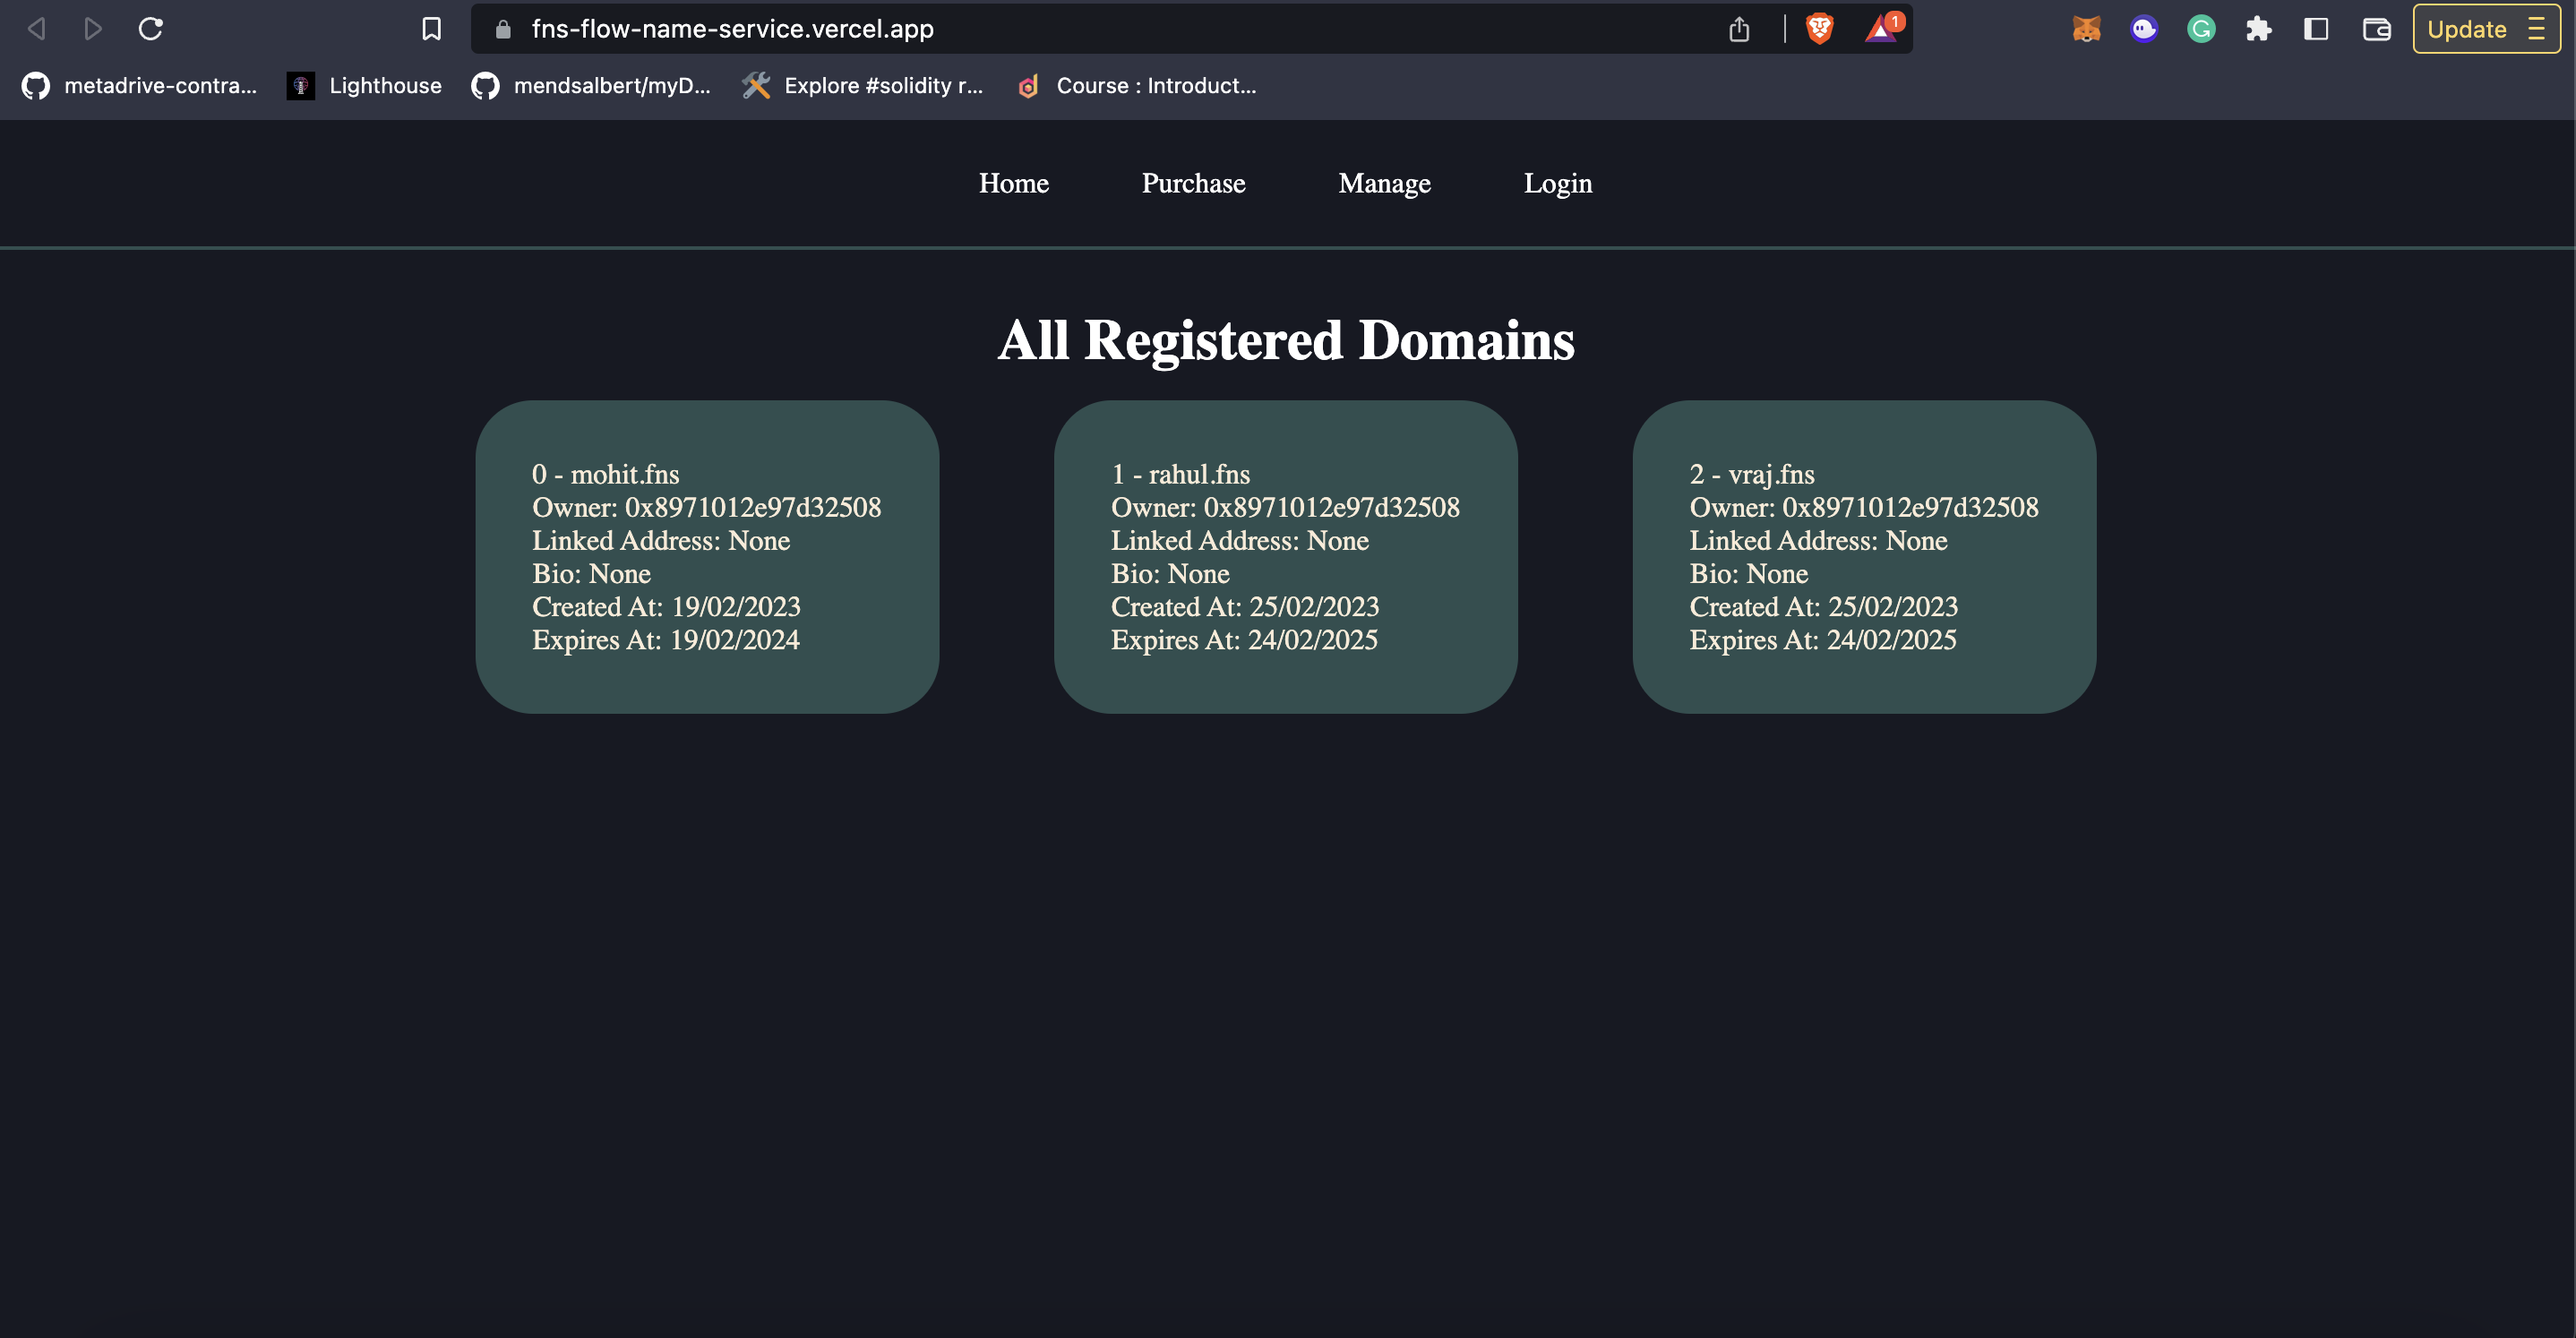 fns-flow-name-service.vercel.app
1
Update
metadrive-contra...
Lighthouse
mendsalbert/myD...
Explore #solidity r...
Course : Introduct...
Home
Purchase
Manage
Login
All Registered Domains
0 - mohit.fns
Owner: 0x8971012e97d32508
Linked Address: None
Bio: None
Created At: 19/02/2023
Expires At: 19/02/2024
1 - rahul.fns
Owner: 0x8971012e97d32508
Linked Address: None
Bio: None
Created At: 25/02/2023
Expires At: 24/02/2025
2 - vraj.fns
Owner: 0x8971012e97d32508
Linked Address: None
Bio: None
Created At: 25/02/2023
Expires At: 24/02/2025